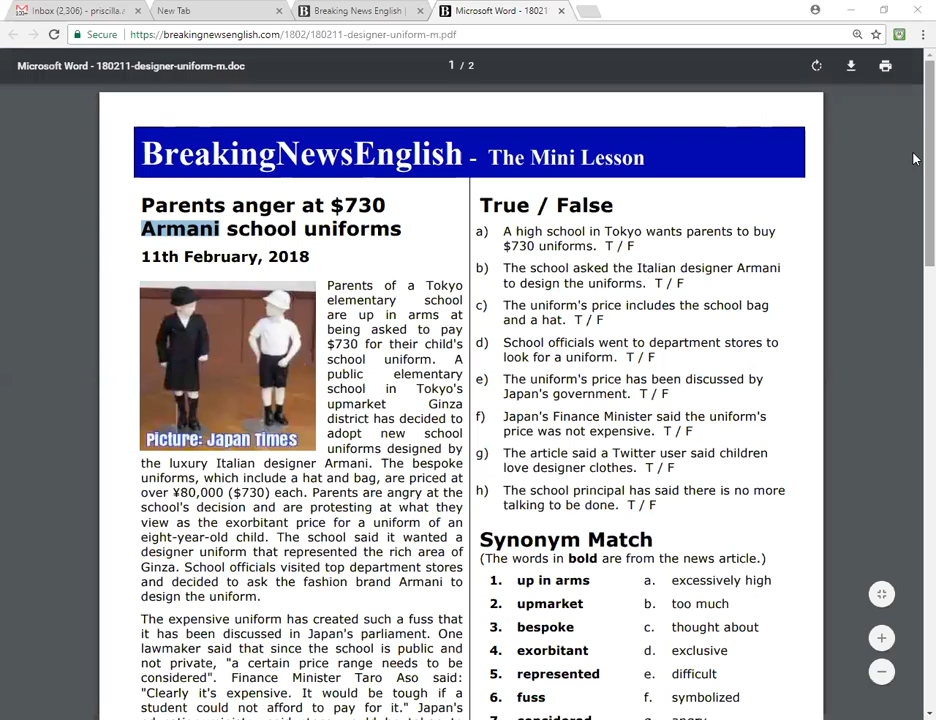 Inbox (2,306) - priscilla.a
New Tab
Breaking News English |
Microsoft Word - 180211
Secure
https://breakingnewsenglish.com/1802/180211-designer-uniform-m.pdf
Microsoft Word - 180211-designer-uniform-m.doc
1 / 2
BreakingNewsEnglish - The Mini Lesson
Parents anger at $730
Armani school uniforms
11th February, 2018
Picture: Japan Times
Parents of a Tokyo
elementary school
are up in arms at
being asked to pay
$730 for their child's
school uniform. A
public elementary
school in Tokyo's
upmarket Ginza
district has decided to
adopt new school
uniforms designed by
the luxury Italian designer Armani. The bespoke
uniforms, which include a hat and bag, are priced at
over ¥80,000 ($730) each. Parents are angry at the
school's decision and are protesting at what they
view as the exorbitant price for a uniform of an
eight-year-old child. The school said it wanted a
designer uniform that represented the rich area of
Ginza. School officials visited top department stores
and decided to ask the fashion brand Armani to
design the uniform.
The expensive uniform has created such a fuss that
it has been discussed in Japan's parliament. One
lawmaker said that since the school is public and
not private, "a certain price range needs to be
considered". Finance Minister Taro Aso said:
"Clearly it's expensive. It would be tough if a
student could not afford to pay for it." Japan's
True / False
a) A high school in Tokyo wants parents to buy
$730 uniforms. T / F
b) The school asked the Italian designer Armani
to design the uniforms. T / F
c) The uniform's price includes the school bag
and a hat. T / F
d) School officials went to department stores to
look for a uniform. T / F
e) The uniform's price has been discussed by
Japan's government. T / F
f) Japan's Finance Minister said the uniform's
price was not expensive. T / F
g) The article said a Twitter user said children
love designer clothes. T / F
h) The school principal has said there is no more
talking to be done. T / F
Synonym Match
(The words in bold are from the news article.)
1. up in arms a. excessively high
2. upmarket b. too much
3. bespoke c. thought about
4. exorbitant d. exclusive
5. represented e. difficult
6. fuss f. symbolized
7. considered g. angry